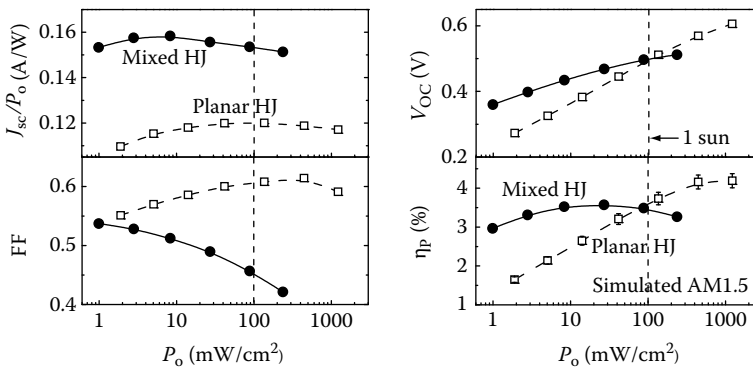 0.16
0.12
J_sc/P_o (A/W)
Mixed HJ
Planar HJ
0.6
0.5
0.4
FF
1
10
100
1000
P_o (mW/cm²)
0.6
0.4
0.2
V_OC (V)
1 sun
4
3
2
1
η_P (%)
Mixed HJ
Planar HJ
Simulated AM1.5
1
10
100
1000
P_o (mW/cm²)